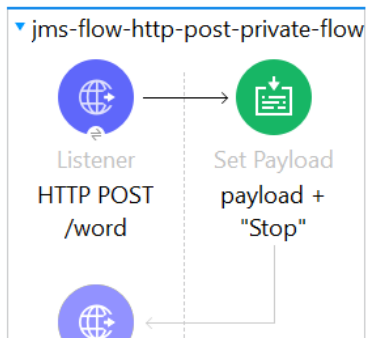 jms-flow-http-post-private-flow
Listener
Set Payload
HTTP POST
/word
payload +
"Stop"